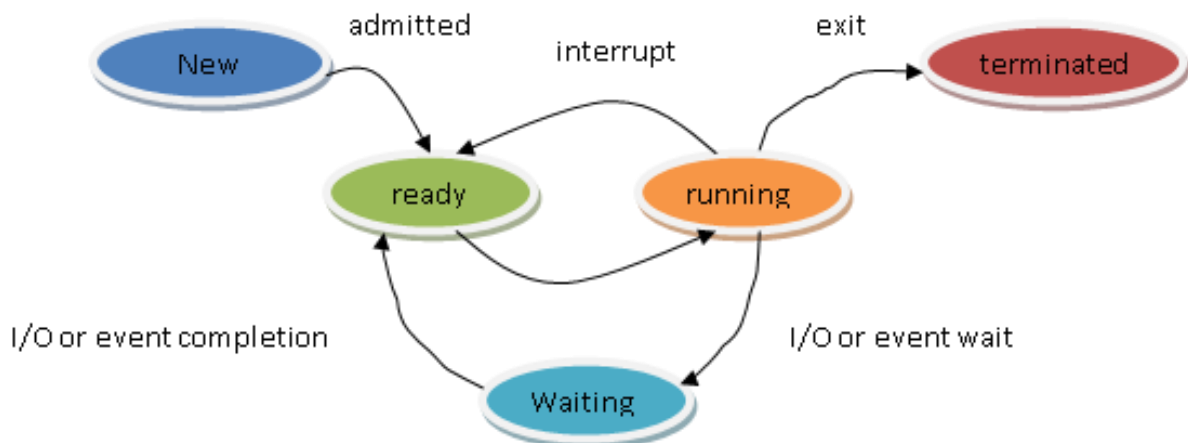 admitted
exit
interrupt
New
terminated
ready
running
I/O or event completion
I/O or event wait
Waiting